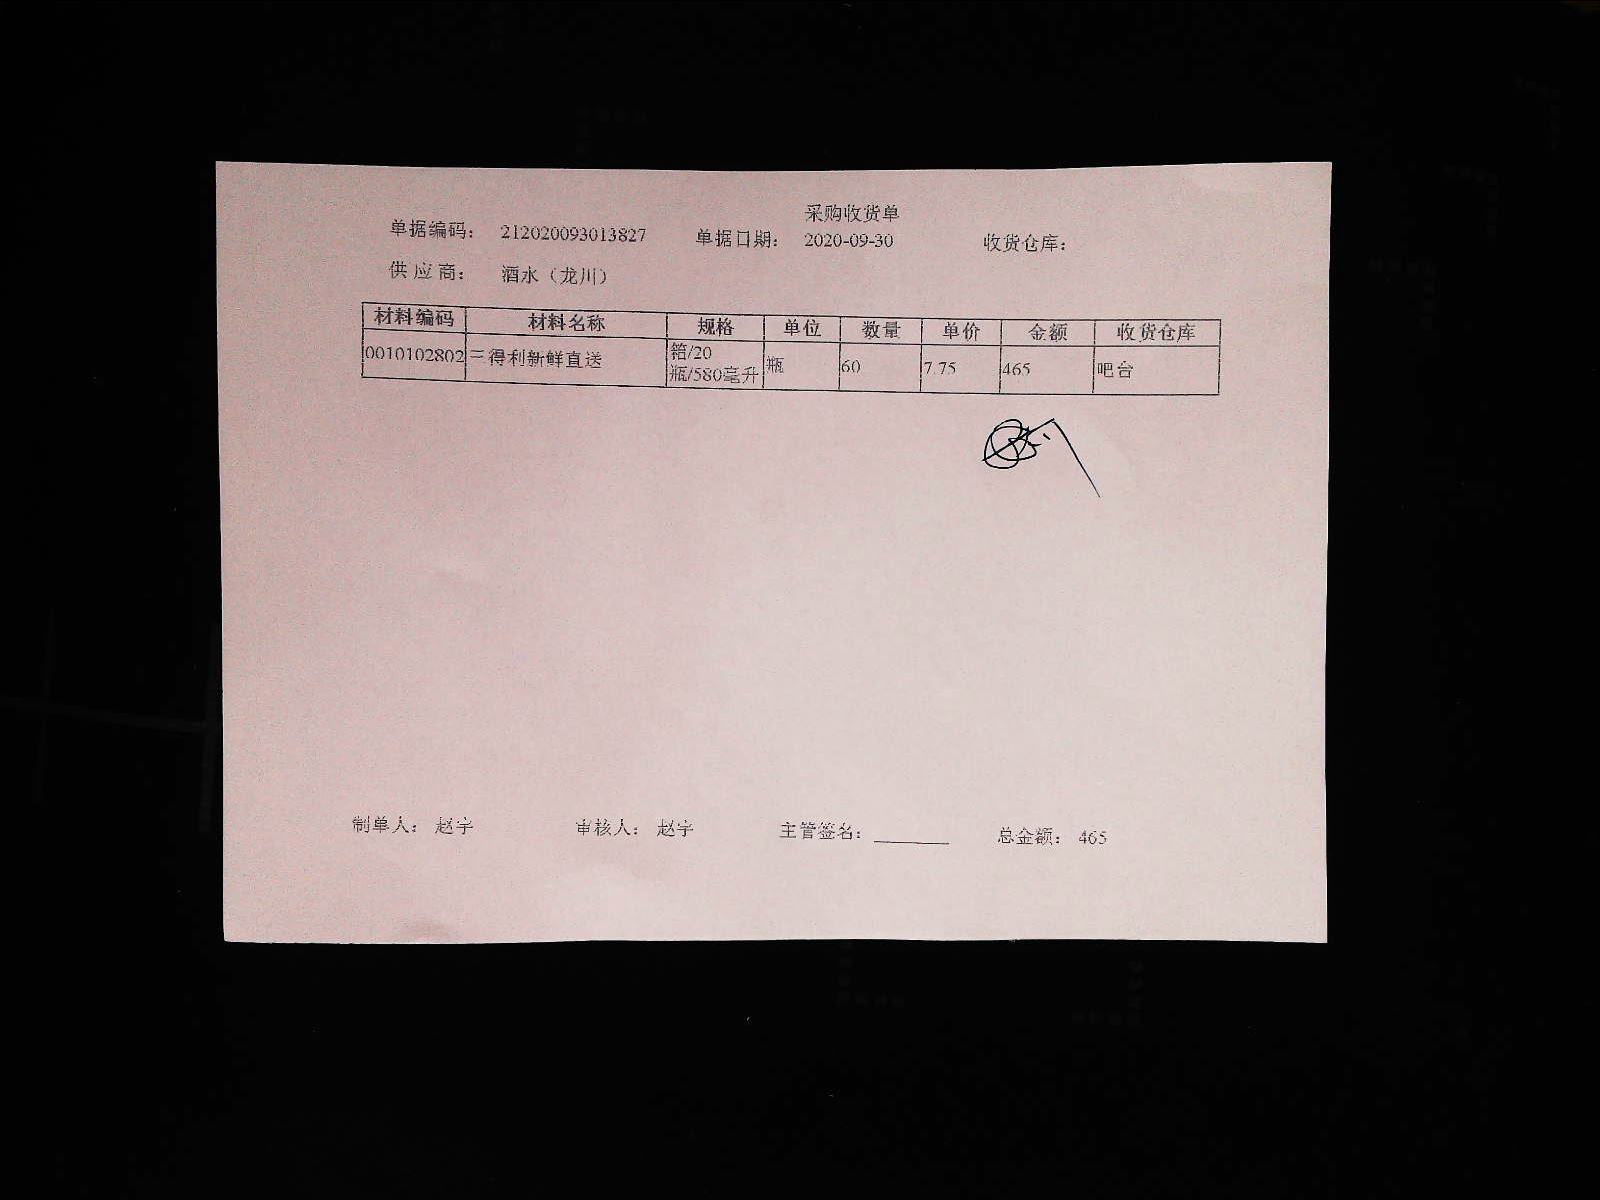 采购收货单
单据编码： 212020093013827 单据日期： 2020-09-30 收货仓库：
供 应 商： 酒水（龙川）
材料编码 材料名称 规格 单位 数量 单价 金额 收货仓库
0010102802 三得利新鲜直送 箱/20瓶/580毫升 瓶 60 7.75 465 吧台
制单人： 赵宇 审核人： 赵宇 主管签名： 总金额： 465